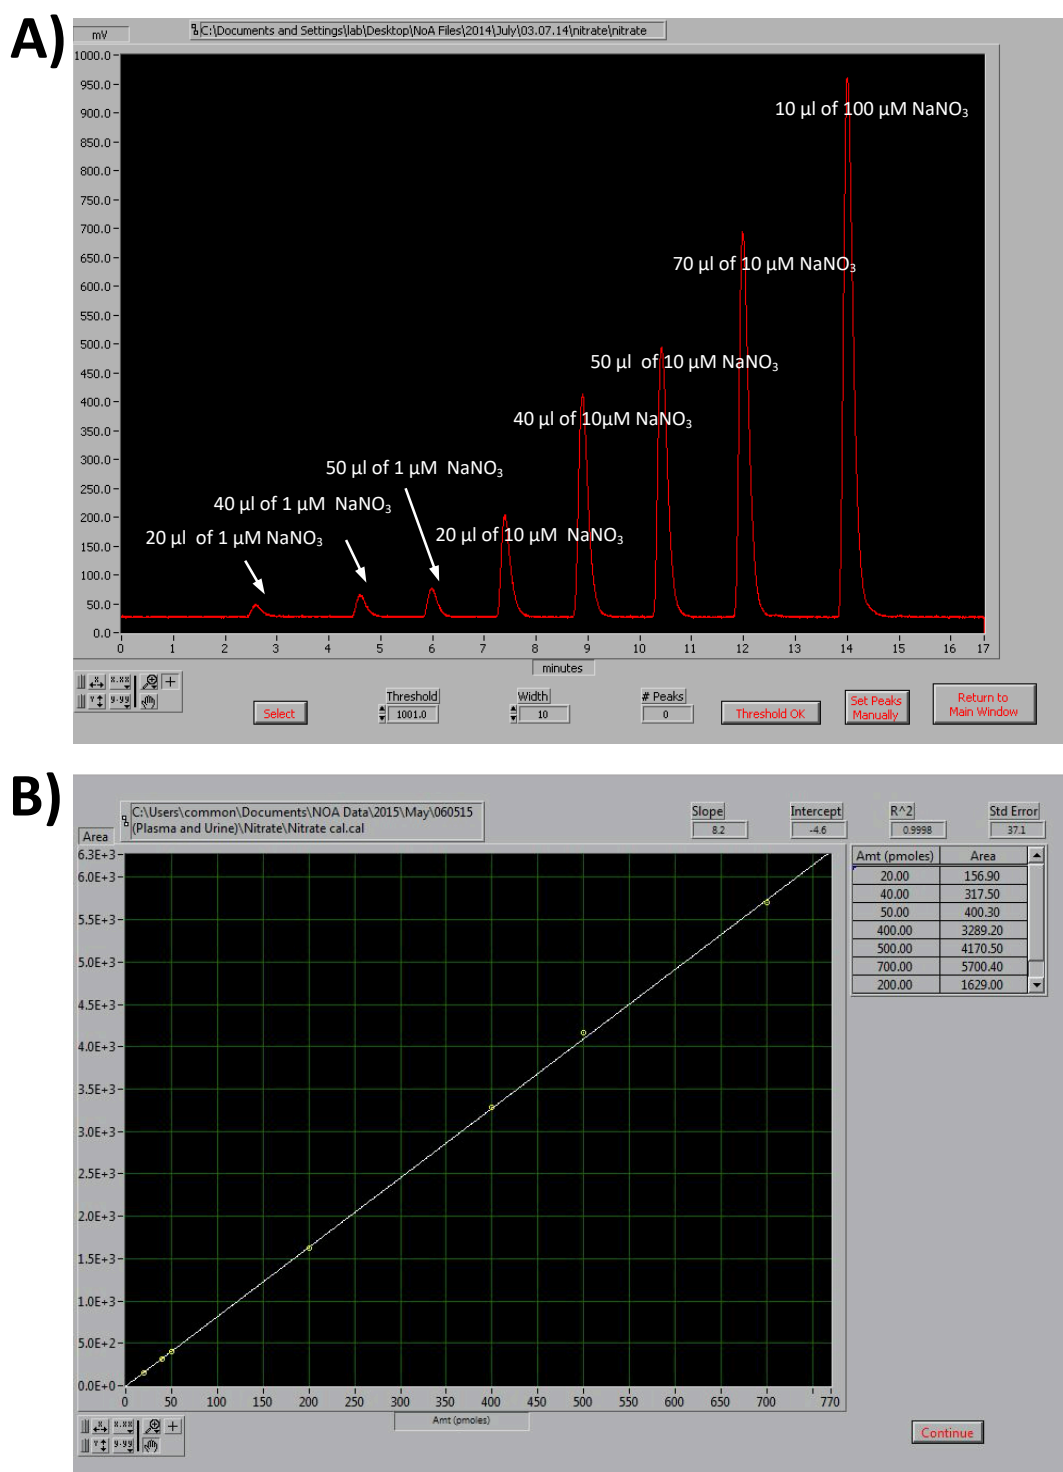 A)
mV
C:\Documents and Settings\lab\Desktop\NoA Files\2014\July\03.07.14\nitrate\nitrate
1000.0
950.0
900.0
850.0
800.0
750.0
700.0
650.0
600.0
550.0
500.0
450.0
400.0
350.0
300.0
250.0
200.0
150.0
100.0
50.0
0.0
10 µl of 100 µM NaNO₃
70 µl of 10 µM NaNO₃
50 µl  of 10 µM NaNO₃
40 µl of 10µM NaNO₃
50 µl of 1 µM  NaNO₃
40 µl of 1 µM  NaNO₃
20 µl of 10 µM  NaNO₃
20 µl  of 1 µM NaNO₃
0 1 2 3 4 5 6 7 8 9 10 11 12 13 14 15 16 17
minutes
Select
Threshold
1001.0
Width
10
# Peaks
0
Threshold OK
Set Peaks
Manually
Return to
Main Window
B)
C:\Users\common\Documents\NOA Data\2015\May\060515
(Plasma and Urine)\Nitrate\Nitrate cal.cal
Slope
8.2
Intercept
-4.6
R^2
0.9998
Std Error
37.1
Area
6.3E+3
6.0E+3
5.5E+3
5.0E+3
4.5E+3
4.0E+3
3.5E+3
3.0E+3
2.5E+3
2.0E+3
1.5E+3
1.0E+3
5.0E+2
0.0E+0
0 50 100 150 200 250 300 350 400 450 500 550 600 650 700 770
Amt (pmoles)
Amt (pmoles) Area
20.00 156.90
40.00 317.50
50.00 400.30
400.00 3289.20
500.00 4170.50
700.00 5700.40
200.00 1629.00
Continue